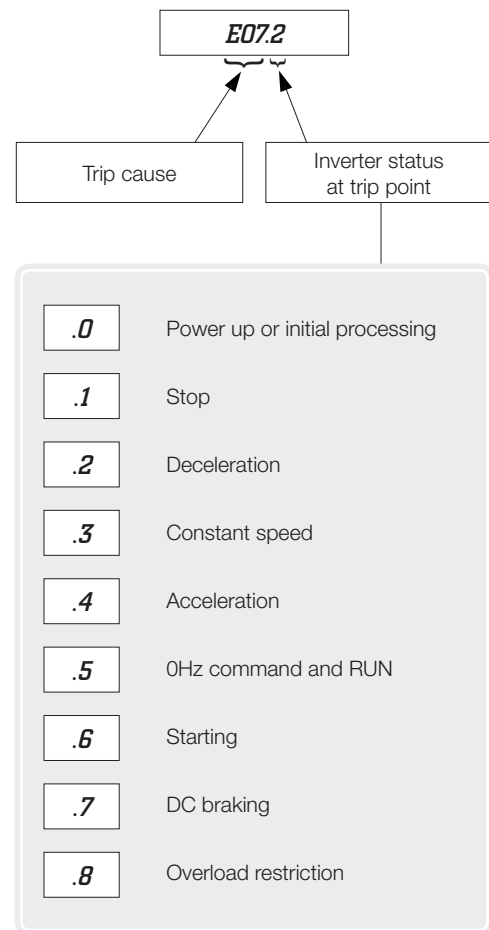 E07.2
Trip cause
Inverter status
at trip point
.0 Power up or initial processing
.1 Stop
.2 Deceleration
.3 Constant speed
.4 Acceleration
.5 0Hz command and RUN
.6 Starting
.7 DC braking
.8 Overload restriction